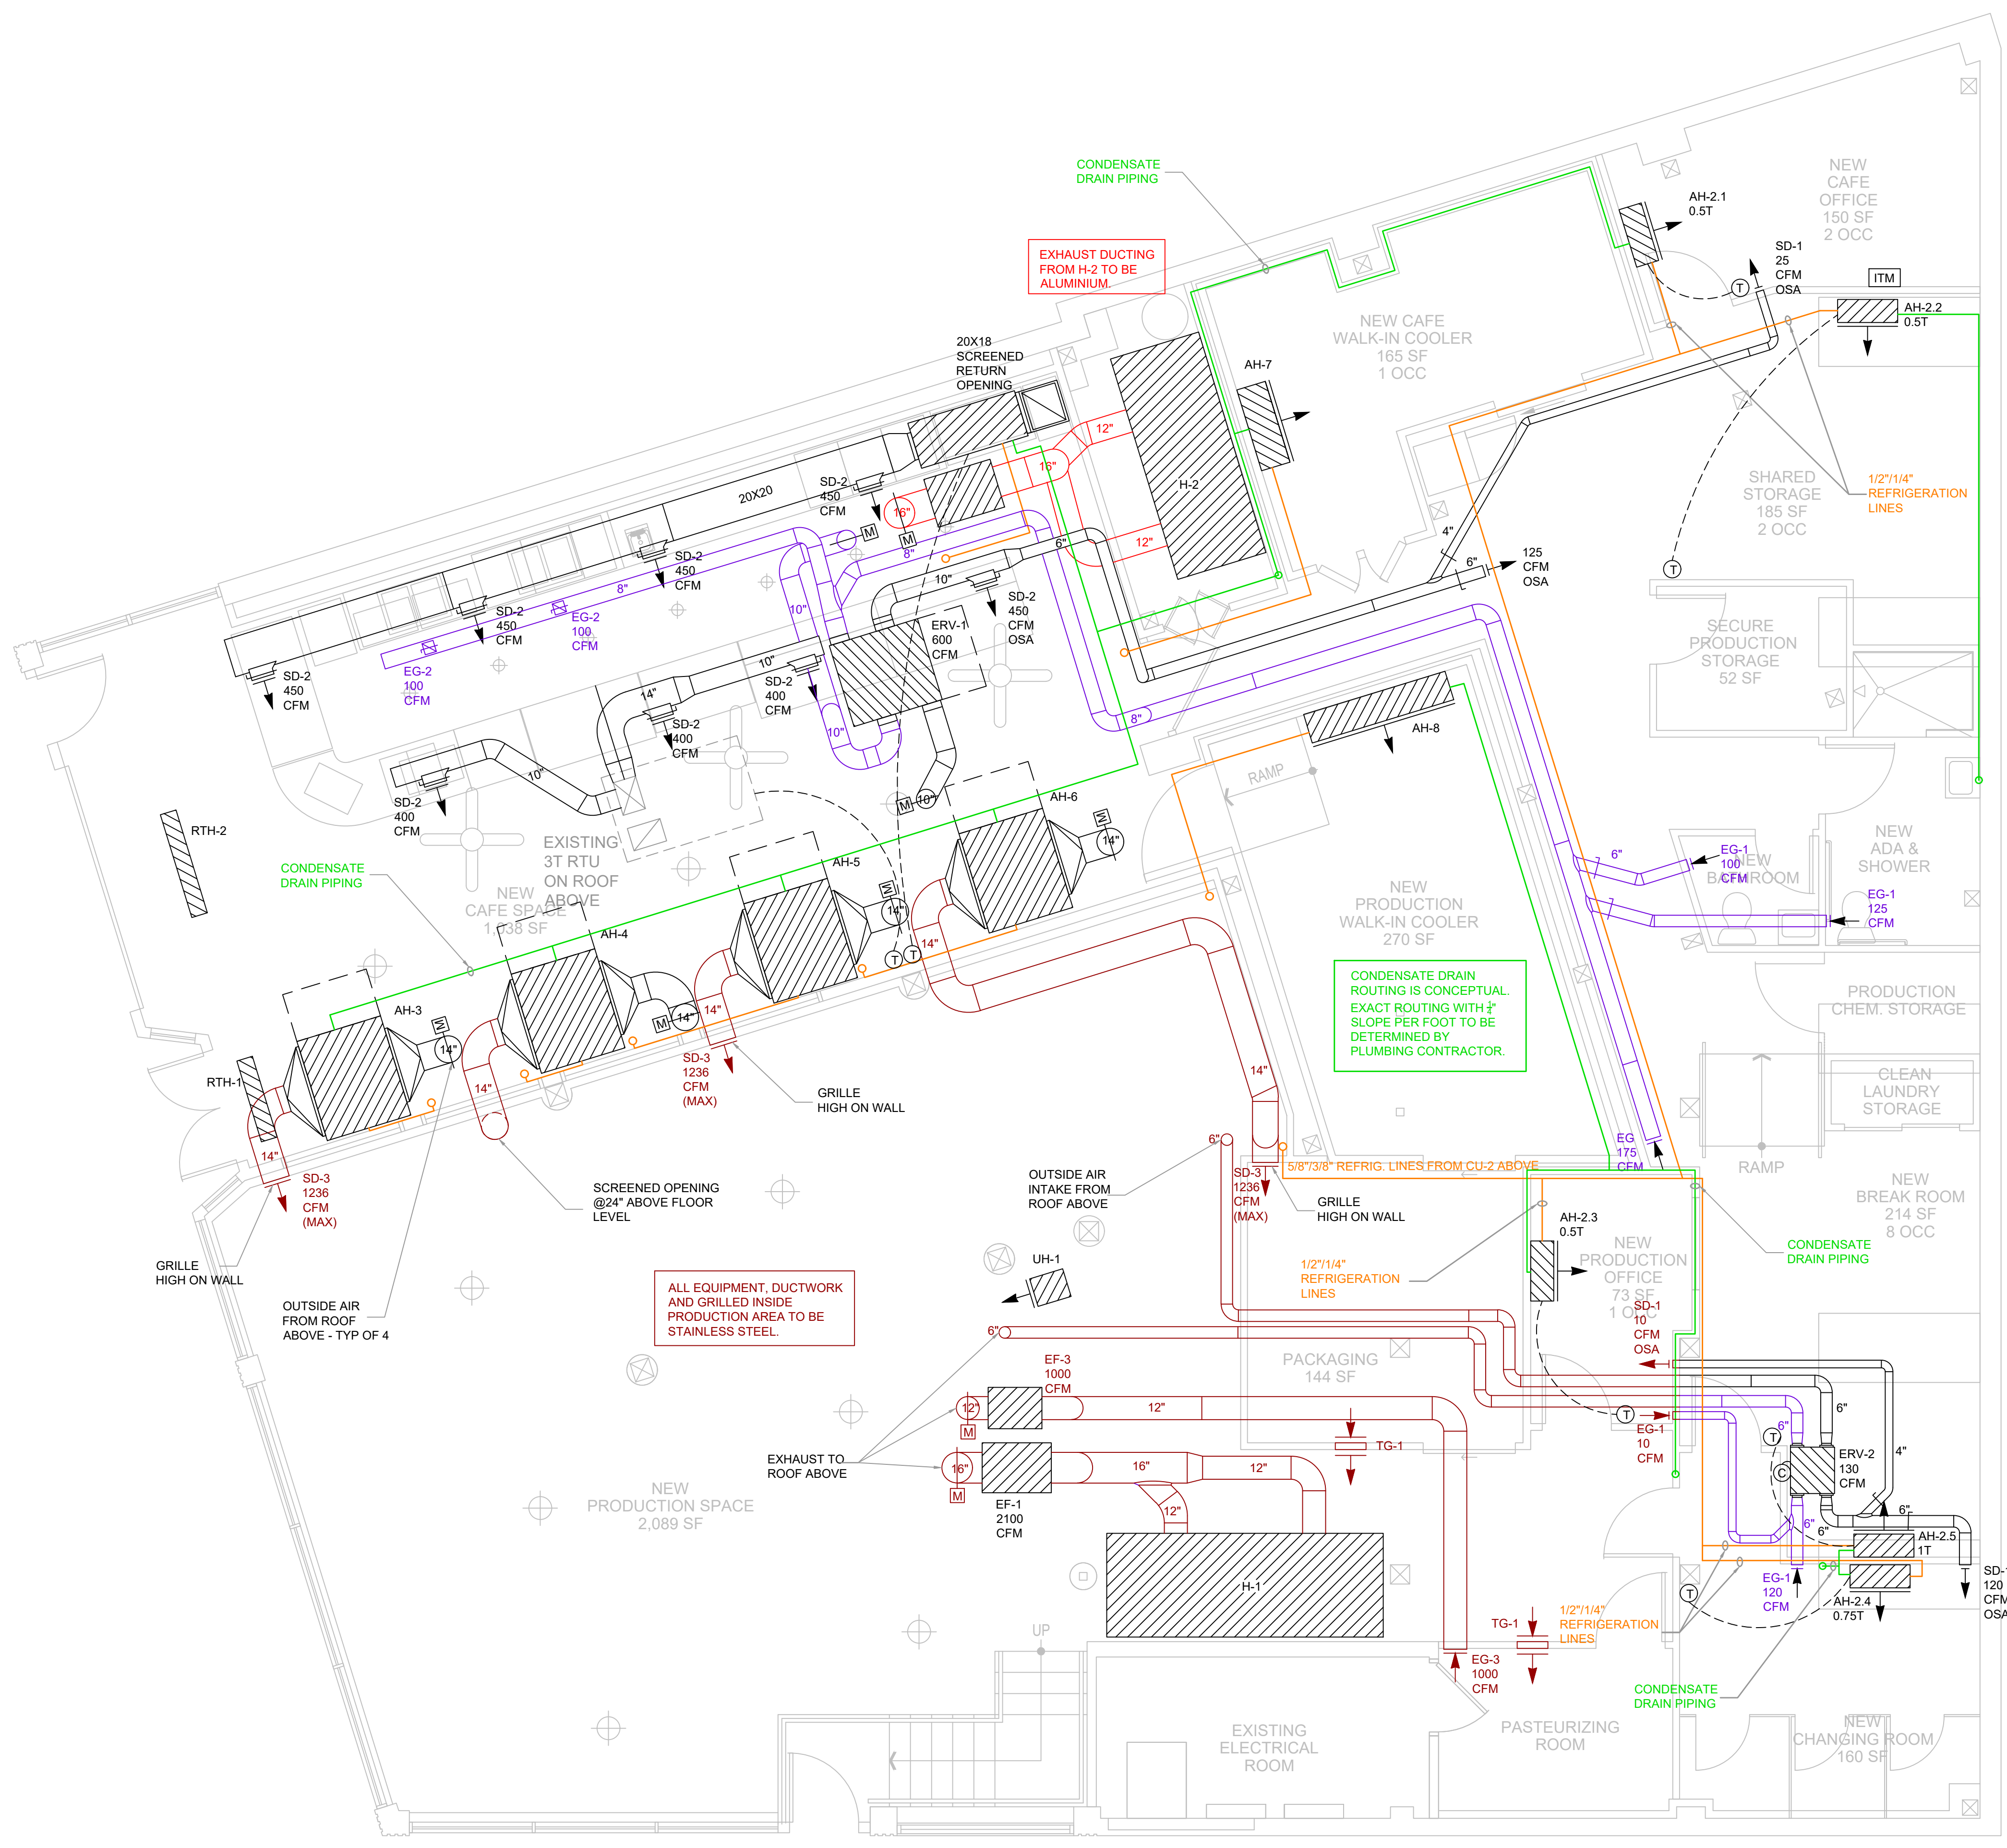 CONDENSATE
DRAIN PIPING
EXHAUST DUCTING
FROM H-2 TO BE
ALUMINIUM.
NEW
CAFE
OFFICE
150 SF
2 OCC
AH-2.1
0.5T
SD-1
25
CFM
OSA
T
ITM
AH-2.2
0.5T
NEW CAFE
WALK-IN COOLER
165 SF
1 OCC
20X18
SCREENED
RETURN
OPENING
AH-7
H-2
12"
16"
12"
16"
M
M
20X20
SD-2
450
CFM
SD-2
450
CFM
SD-2
450
CFM
SD-2
450
CFM
8"
EG-2
100
CFM
EG-2
100
CFM
8"
6"
10"
10"
10"
SD-2
450
CFM
OSA
ERV-1
600
CFM
4"
6"
125
CFM
OSA
SHARED
STORAGE
185 SF
2 OCC
1/2"/1/4"
REFRIGERATION
LINES
T
SECURE
PRODUCTION
STORAGE
52 SF
10"
14"
SD-2
400
CFM
SD-2
400
CFM
SD-2
400
CFM
10"
8"
AH-8
RAMP
RTH-2
CONDENSATE
DRAIN PIPING
EXISTING
3T RTU
ON ROOF
ABOVE
NEW
CAFE SPACE
1,038 SF
M
10"
AH-6
M
14"
AH-5
M
14"
T
T
14"
AH-4
M
14"
14"
AH-3
M
14"
14"
RTH-1
14"
SD-3
1236
CFM
(MAX)
SD-3
1236
CFM
(MAX)
GRILLE
HIGH ON WALL
SCREENED OPENING
@24" ABOVE FLOOR
LEVEL
GRILLE
HIGH ON WALL
OUTSIDE AIR
FROM ROOF
ABOVE - TYP OF 4
NEW
PRODUCTION
WALK-IN COOLER
270 SF
CONDENSATE DRAIN
ROUTING IS CONCEPTUAL.
EXACT ROUTING WITH ¼"
SLOPE PER FOOT TO BE
DETERMINED BY
PLUMBING CONTRACTOR.
6"
EG-1
100
CFM
NEW
BATHROOM
NEW
ADA &
SHOWER
EG-1
125
CFM
PRODUCTION
CHEM. STORAGE
CLEAN
LAUNDRY
STORAGE
RAMP
NEW
BREAK ROOM
214 SF
8 OCC
14"
6"
EG
175
CFM
5/8"/3/8" REFRIG. LINES FROM CU-2 ABOVE
SD-3
1236
CFM
(MAX)
GRILLE
HIGH ON WALL
OUTSIDE AIR
INTAKE FROM
ROOF ABOVE
UH-1
1/2"/1/4"
REFRIGERATION
LINES
AH-2.3
0.5T
NEW
PRODUCTION
OFFICE
73 SF
1 OCC
SD-1
10
CFM
OSA
CONDENSATE
DRAIN PIPING
ALL EQUIPMENT, DUCTWORK
AND GRILLED INSIDE
PRODUCTION AREA TO BE
STAINLESS STEEL.
6"
PACKAGING
144 SF
EF-3
1000
CFM
12"
M
12"
EXHAUST TO
ROOF ABOVE
16"
M
16"
12"
12"
EF-1
2100
CFM
TG-1
T
EG-1
10
CFM
6"
6"
T
C
ERV-2
130
CFM
4"
6"
6"
6"
AH-2.5
1T
AH-2.4
0.75T
SD-1
120
CFM
OSA
EG-1
120
CFM
T
H-1
NEW
PRODUCTION SPACE
2,089 SF
UP
TG-1
1/2"/1/4"
REFRIGERATION
LINES
EG-3
1000
CFM
CONDENSATE
DRAIN PIPING
EXISTING
ELECTRICAL
ROOM
PASTEURIZING
ROOM
NEW
CHANGING ROOM
160 SF